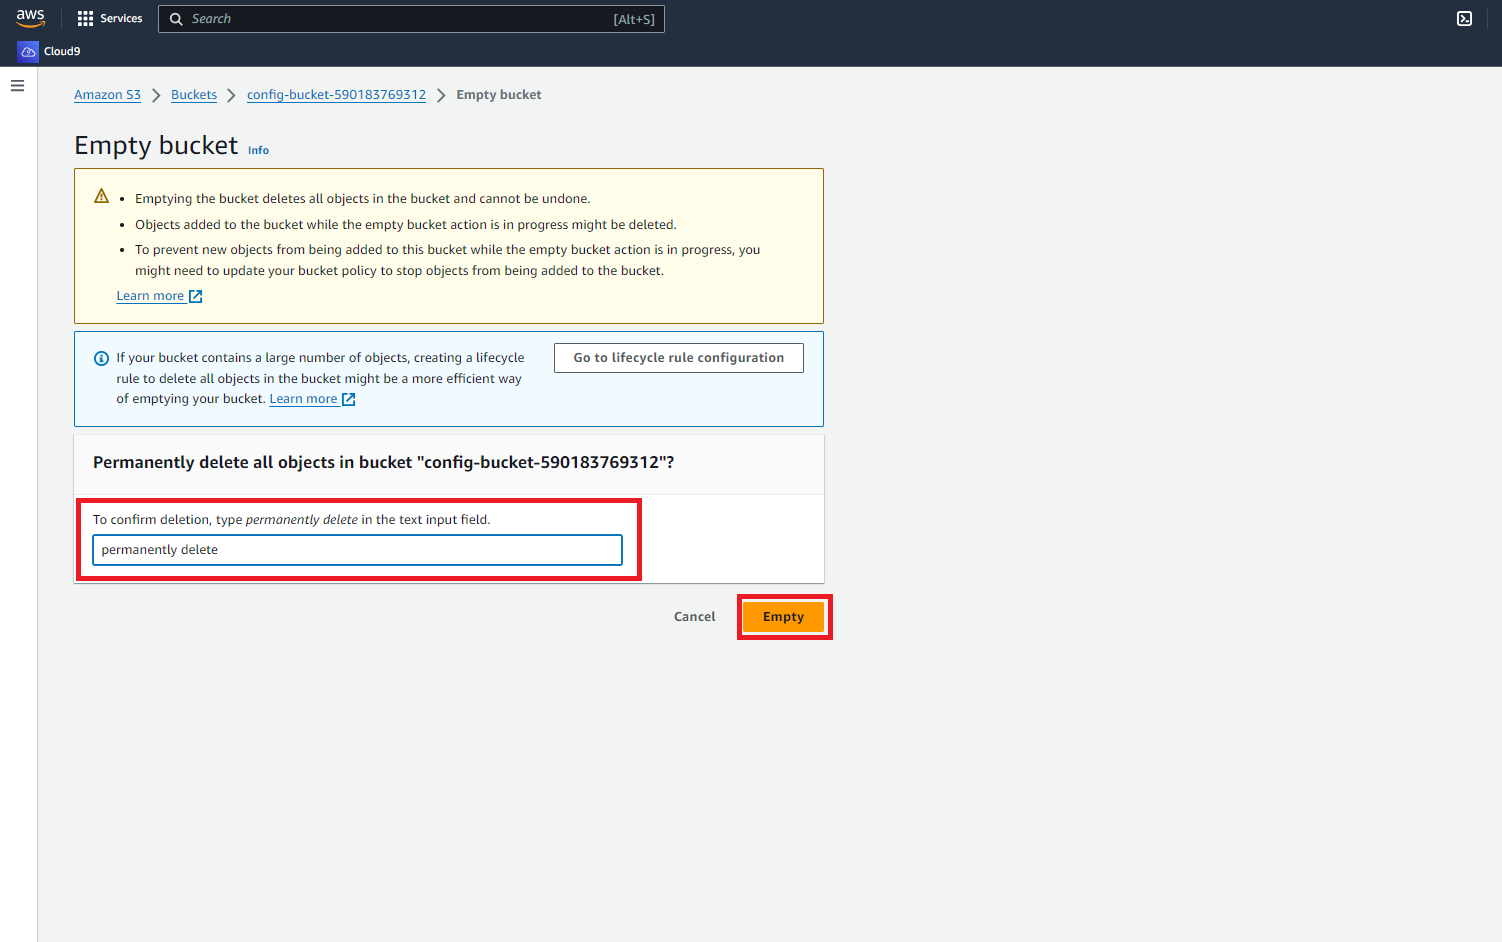 aws
Services
Search
[Alt+S]
Cloud9
Amazon S3
Buckets
config-bucket-590183769312
Empty bucket
Empty bucket Info
Emptying the bucket deletes all objects in the bucket and cannot be undone.
Objects added to the bucket while the empty bucket action is in progress might be deleted.
To prevent new objects from being added to this bucket while the empty bucket action is in progress, you
might need to update your bucket policy to stop objects from being added to the bucket.
Learn more
If your bucket contains a large number of objects, creating a lifecycle
rule to delete all objects in the bucket might be a more efficient way
of emptying your bucket. Learn more
Go to lifecycle rule configuration
Permanently delete all objects in bucket "config-bucket-590183769312"?
To confirm deletion, type permanently delete in the text input field.
permanently delete
Cancel
Empty